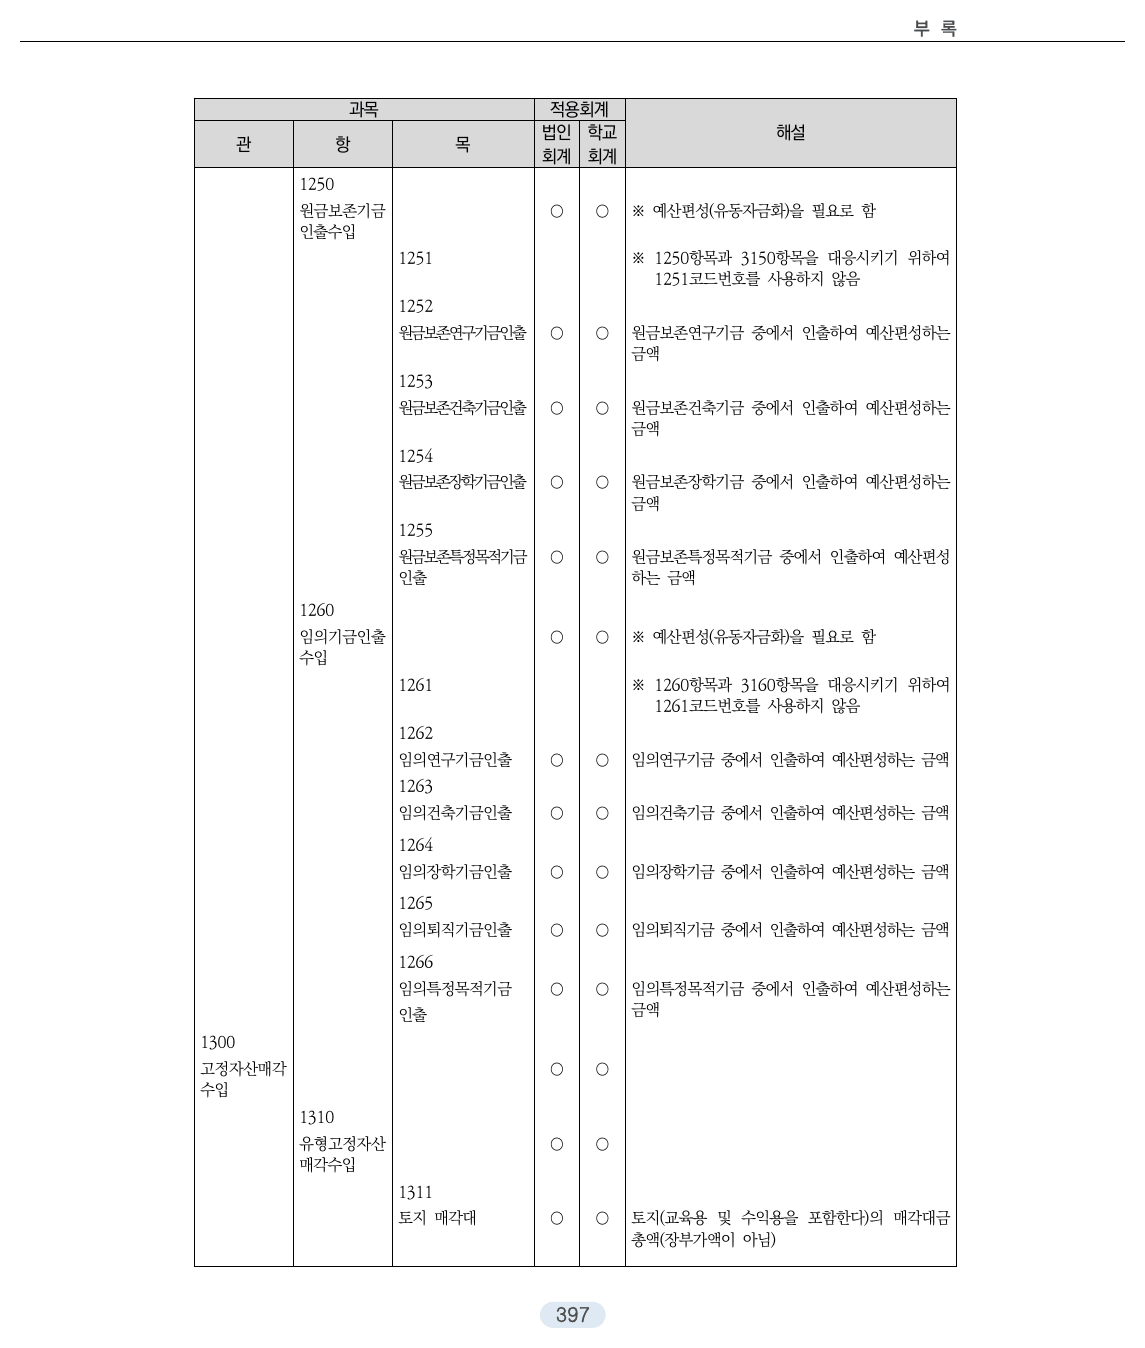 부 록
과목 적용회계 해설
관 항 목 법인 학교
회계 회계
1250
원금보존기금 ○ ○ ※ 예산편성(유동자금화)을 필요로 함
인출수입
1251 ※ 1250항목과 3150항목을 대응시키기 위하여
1251코드번호를 사용하지 않음
1252
원금보존연구기금인출 ○ ○ 원금보존연구기금 중에서 인출하여 예산편성하는
금액
1253
원금보존건축기금인출 ○ ○ 원금보존건축기금 중에서 인출하여 예산편성하는
금액
1254
원금보존장학기금인출 ○ ○ 원금보존장학기금 중에서 인출하여 예산편성하는
금액
1255
원금보존특정목적기금 ○ ○ 원금보존특정목적기금 중에서 인출하여 예산편성
인출 하는 금액
1260
임의기금인출 ○ ○ ※ 예산편성(유동자금화)을 필요로 함
수입
1261 ※ 1260항목과 3160항목을 대응시키기 위하여
1261코드번호를 사용하지 않음
1262
임의연구기금인출 ○ ○ 임의연구기금 중에서 인출하여 예산편성하는 금액
1263
임의건축기금인출 ○ ○ 임의건축기금 중에서 인출하여 예산편성하는 금액
1264
임의장학기금인출 ○ ○ 임의장학기금 중에서 인출하여 예산편성하는 금액
1265
임의퇴직기금인출 ○ ○ 임의퇴직기금 중에서 인출하여 예산편성하는 금액
1266
임의특정목적기금 ○ ○ 임의특정목적기금 중에서 인출하여 예산편성하는
인출 금액
1300
고정자산매각 ○ ○
수입
1310
유형고정자산 ○ ○
매각수입
1311
토지 매각대 ○ ○ 토지(교육용 및 수익용을 포함한다)의 매각대금
총액(장부가액이 아님)
397